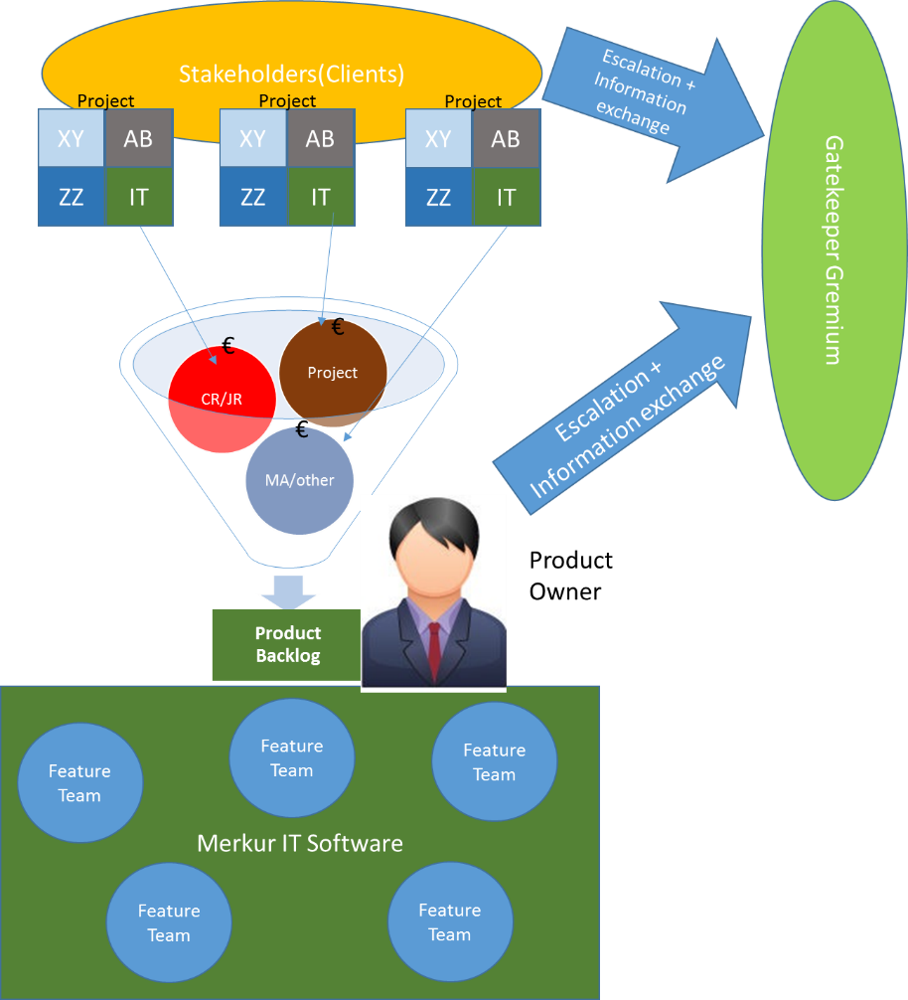 Stakeholders(Clients)
Project
Project
Project
XY
AB
XY
AB
XY
AB
ZZ
IT
ZZ
IT
ZZ
IT
Escalation +
Information
exchange
Gatekeeper Gremium
€
€
Project
CR/JR
€
MA/other
Escalation +
Information exchange
Product
Owner
Product
Backlog
Feature
Team
Feature
Team
Feature
Team
Merkur IT Software
Feature
Team
Feature
Team